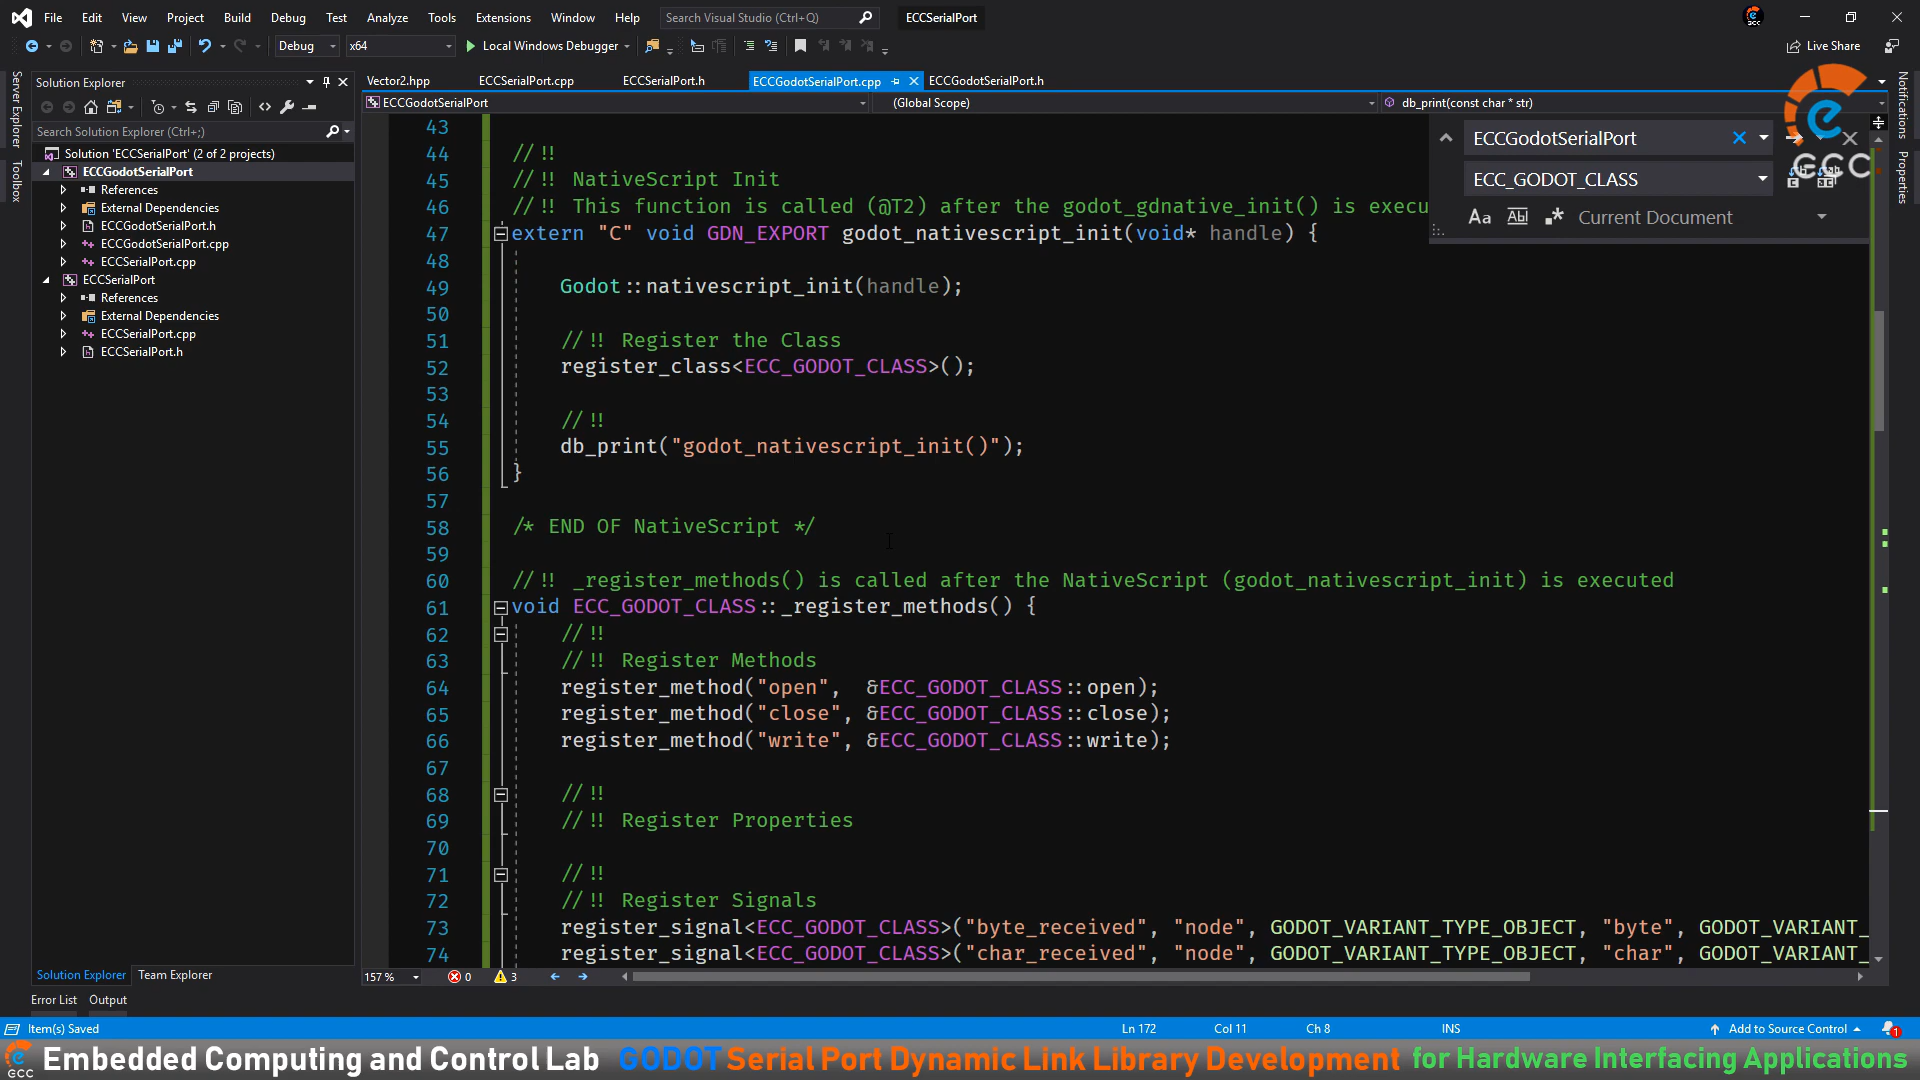 File Edit View Project Build Debug Test Analyze Tools Extensions Window Help Search Visual Studio (Ctrl+Q) ECCSerialPort
Debug x64 Local Windows Debugger Live Share
Solution Explorer
Vector2.hpp ECCSerialPort.cpp ECCSerialPort.h ECCGodotSerialPort.cpp ECCGodotSerialPort.h
ECCGodotSerialPort (Global Scope) db_print(const char * str)
Server Explorer
Toolbox
Notifications
Properties
Search Solution Explorer (Ctrl+;)
Solution 'ECCSerialPort' (2 of 2 projects)
ECCGodotSerialPort
References
External Dependencies
ECCGodotSerialPort.h
ECCGodotSerialPort.cpp
ECCSerialPort.cpp
ECCSerialPort
References
External Dependencies
ECCSerialPort.cpp
ECCSerialPort.h
Solution Explorer Team Explorer
ECCGodotSerialPort
ECC_GODOT_CLASS
Aa Abl .* Current Document
e
GCC
43
44 //!!
45 //!! NativeScript Init
46 //!! This function is called (@T2) after the godot_gdnative_init() is execu
47 extern "C" void GDN_EXPORT godot_nativescript_init(void* handle) {
48
49 Godot::nativescript_init(handle);
50
51 //!! Register the Class
52 register_class<ECC_GODOT_CLASS>();
53
54 //!!
55 db_print("godot_nativescript_init()");
56 }
57
58 /* END OF NativeScript */
59
60 //!! _register_methods() is called after the NativeScript (godot_nativescript_init) is executed
61 void ECC_GODOT_CLASS::_register_methods() {
62 //!!
63 //!! Register Methods
64 register_method("open", &ECC_GODOT_CLASS::open);
65 register_method("close", &ECC_GODOT_CLASS::close);
66 register_method("write", &ECC_GODOT_CLASS::write);
67
68 //!!
69 //!! Register Properties
70
71 //!!
72 //!! Register Signals
73 register_signal<ECC_GODOT_CLASS>("byte_received", "node", GODOT_VARIANT_TYPE_OBJECT, "byte", GODOT_VARIANT_
74 register_signal<ECC_GODOT_CLASS>("char_received", "node", GODOT_VARIANT_TYPE_OBJECT, "char", GODOT_VARIANT_
157 % 0 3
Error List Output
Item(s) Saved Ln 172 Col 11 Ch 8 INS Add to Source Control 1
GCC Embedded Computing and Control Lab GODOT Serial Port Dynamic Link Library Development for Hardware Interfacing Applications